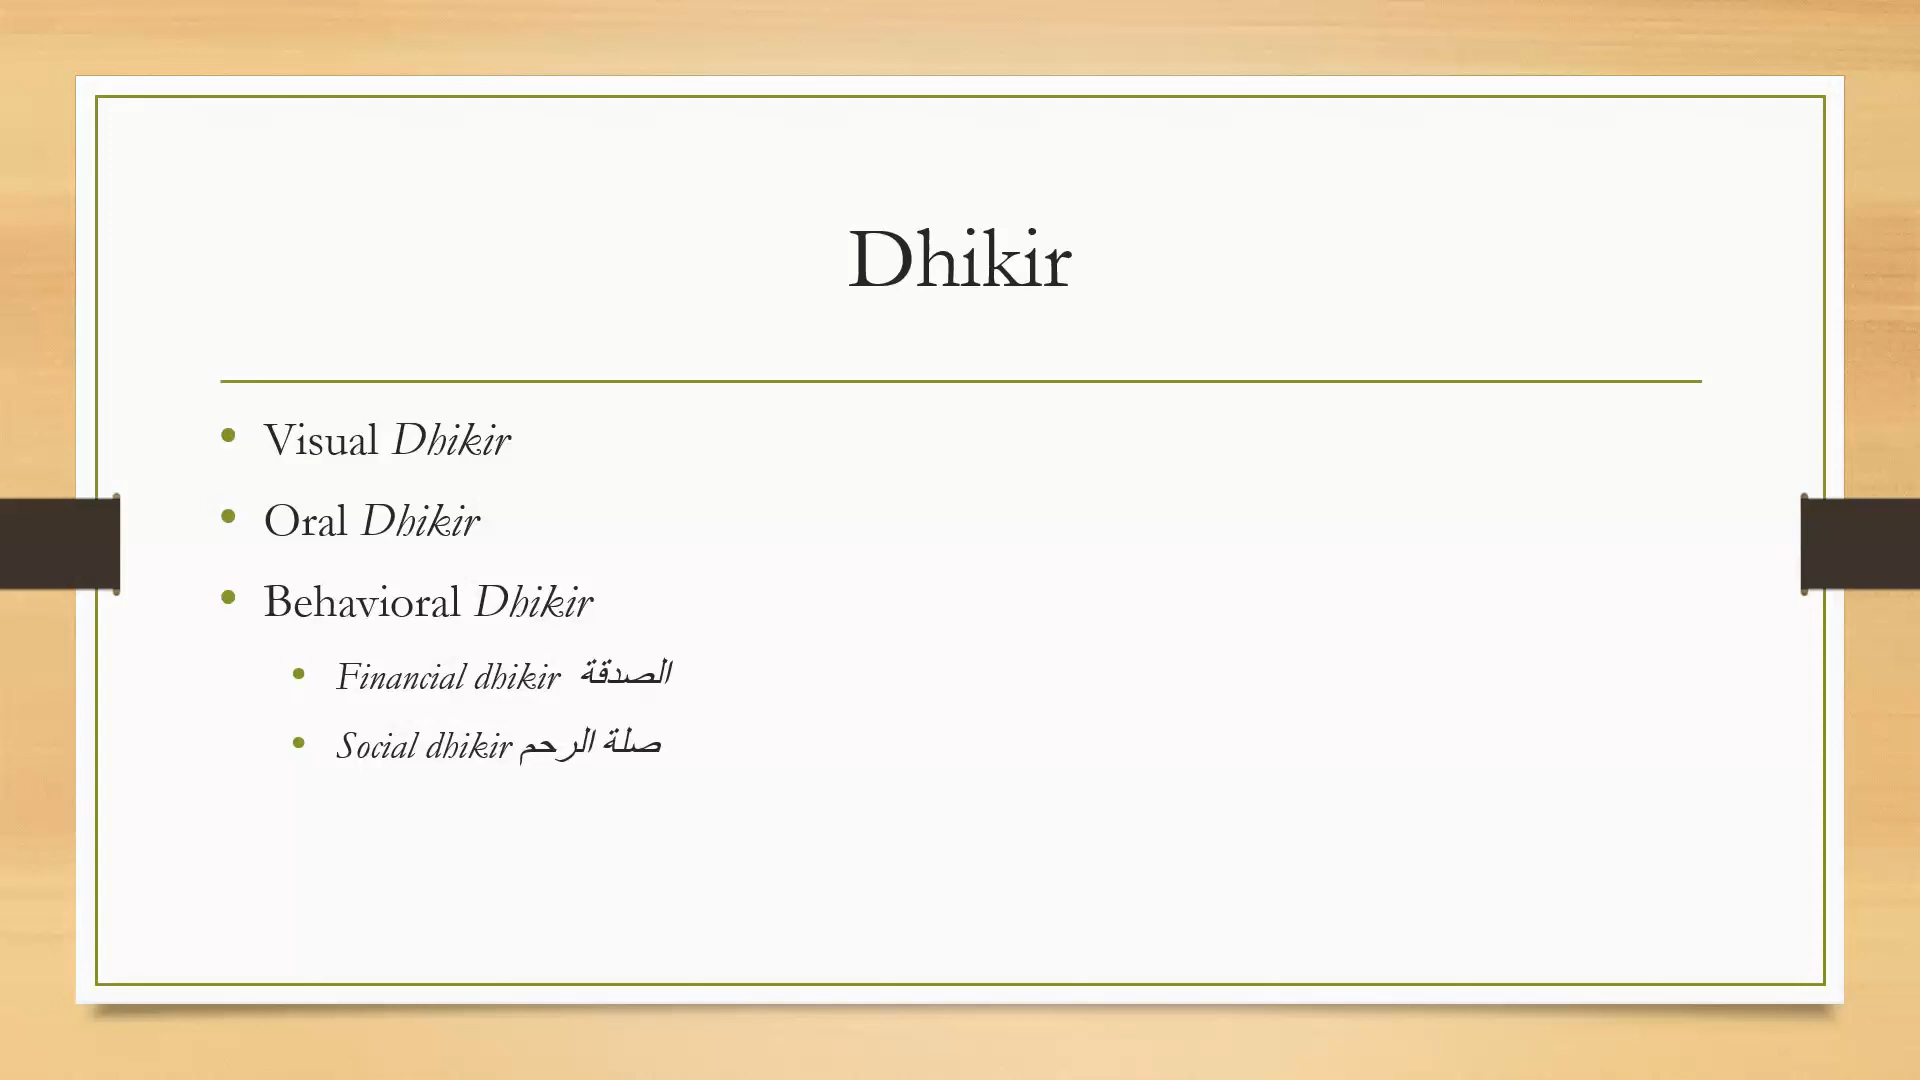 Dhikir
• Visual Dhikir
• Oral Dhikir
• Behavioral Dhikir
• Financial dhikir الصدقة
• Social dhikir صلة الرحم